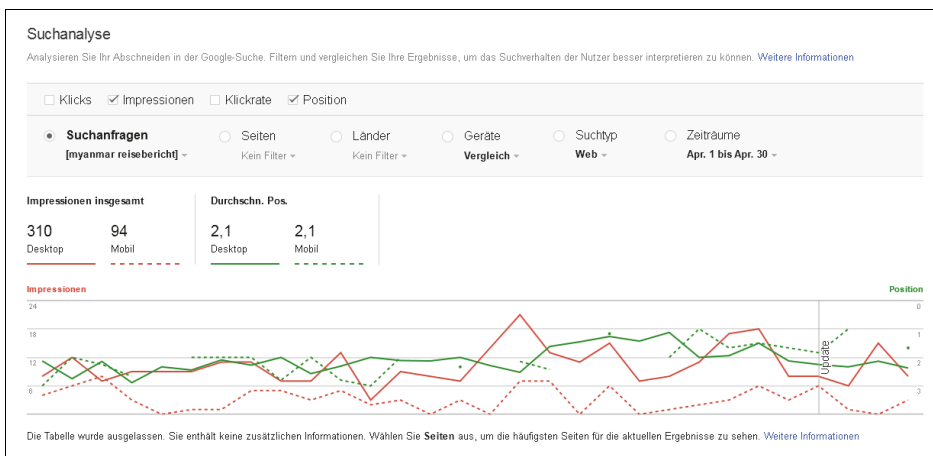 Suchanalyse
Analysieren Sie Ihr Abschneiden in der Google-Suche. Filtern und vergleichen Sie Ihre Ergebnisse, um das Suchverhalten der Nutzer besser interpretieren zu können. Weitere Informationen
Klicks Impressionen Klickrate Position
Suchanfragen Seiten Länder Geräte Suchtyp Zeiträume
[myanmar reisebericht] Kein Filter Kein Filter Vergleich Web Apr. 1 bis Apr. 30
Impressionen insgesamt Durchschn. Pos.
310 94 2,1 2,1
Desktop Mobil Desktop Mobil
Impressionen Position
24 0
18 1
12 2
6 3
Update
Die Tabelle wurde ausgelassen. Sie enthält keine zusätzlichen Informationen. Wählen Sie Seiten aus, um die häufigsten Seiten für die aktuellen Ergebnisse zu sehen. Weitere Informationen